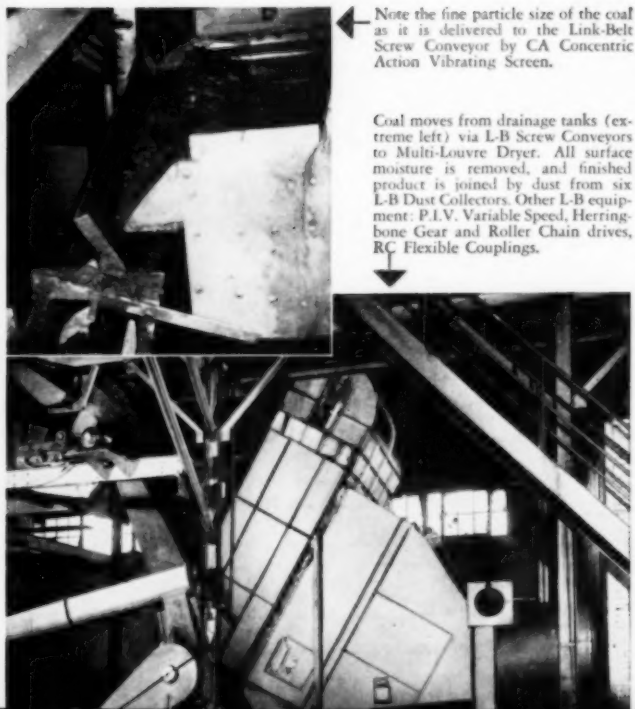 Note the fine particle size of the coal
as it is delivered to the Link-Belt
Screw Conveyor by CA Concentric
Action Vibrating Screen.
Coal moves from drainage tanks (ex-
treme left) via L-B Screw Conveyors
to Multi-Louvre Dryer. All surface
moisture is removed, and finished
product is joined by dust from six
L-B Dust Collectors. Other L-B equip-
ment: P.I.V. Variable Speed, Herring-
bone Gear and Roller Chain drives,
RC Flexible Couplings.